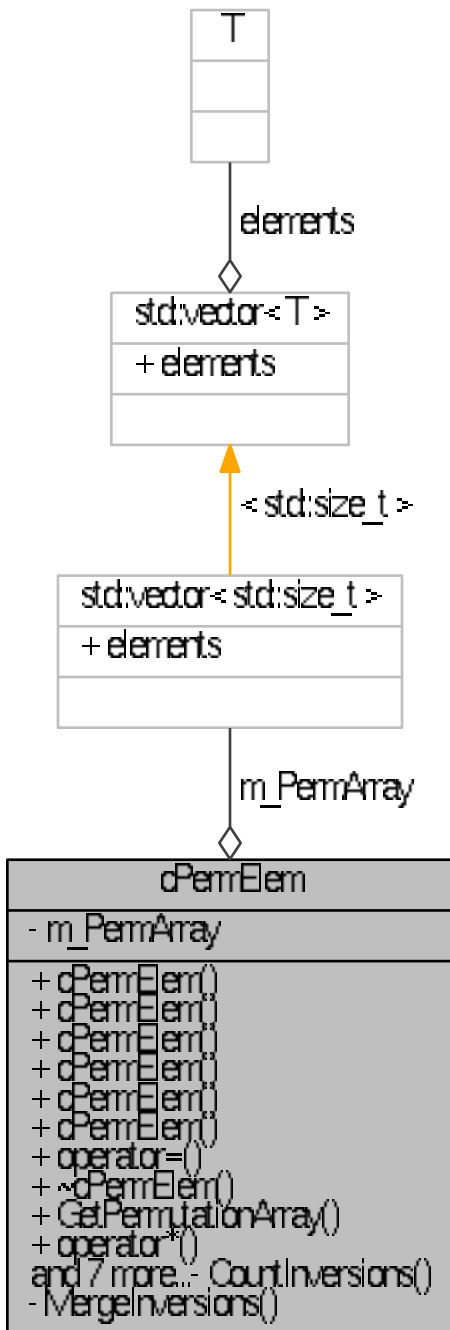 T
elements
std::vector< T >
+ elements
< std::size_t >
std::vector< std::size_t >
+ elements
m_PermArray
cPermElem
- m_PermArray
+ cPermElem()
+ cPermElem()
+ cPermElem()
+ cPermElem()
+ cPermElem()
+ cPermElem()
+ operator=()
+ ~cPermElem()
+ GetPermutationArray()
+ operator*()
and 7 more...- CountInversions()
- MergeInversions()